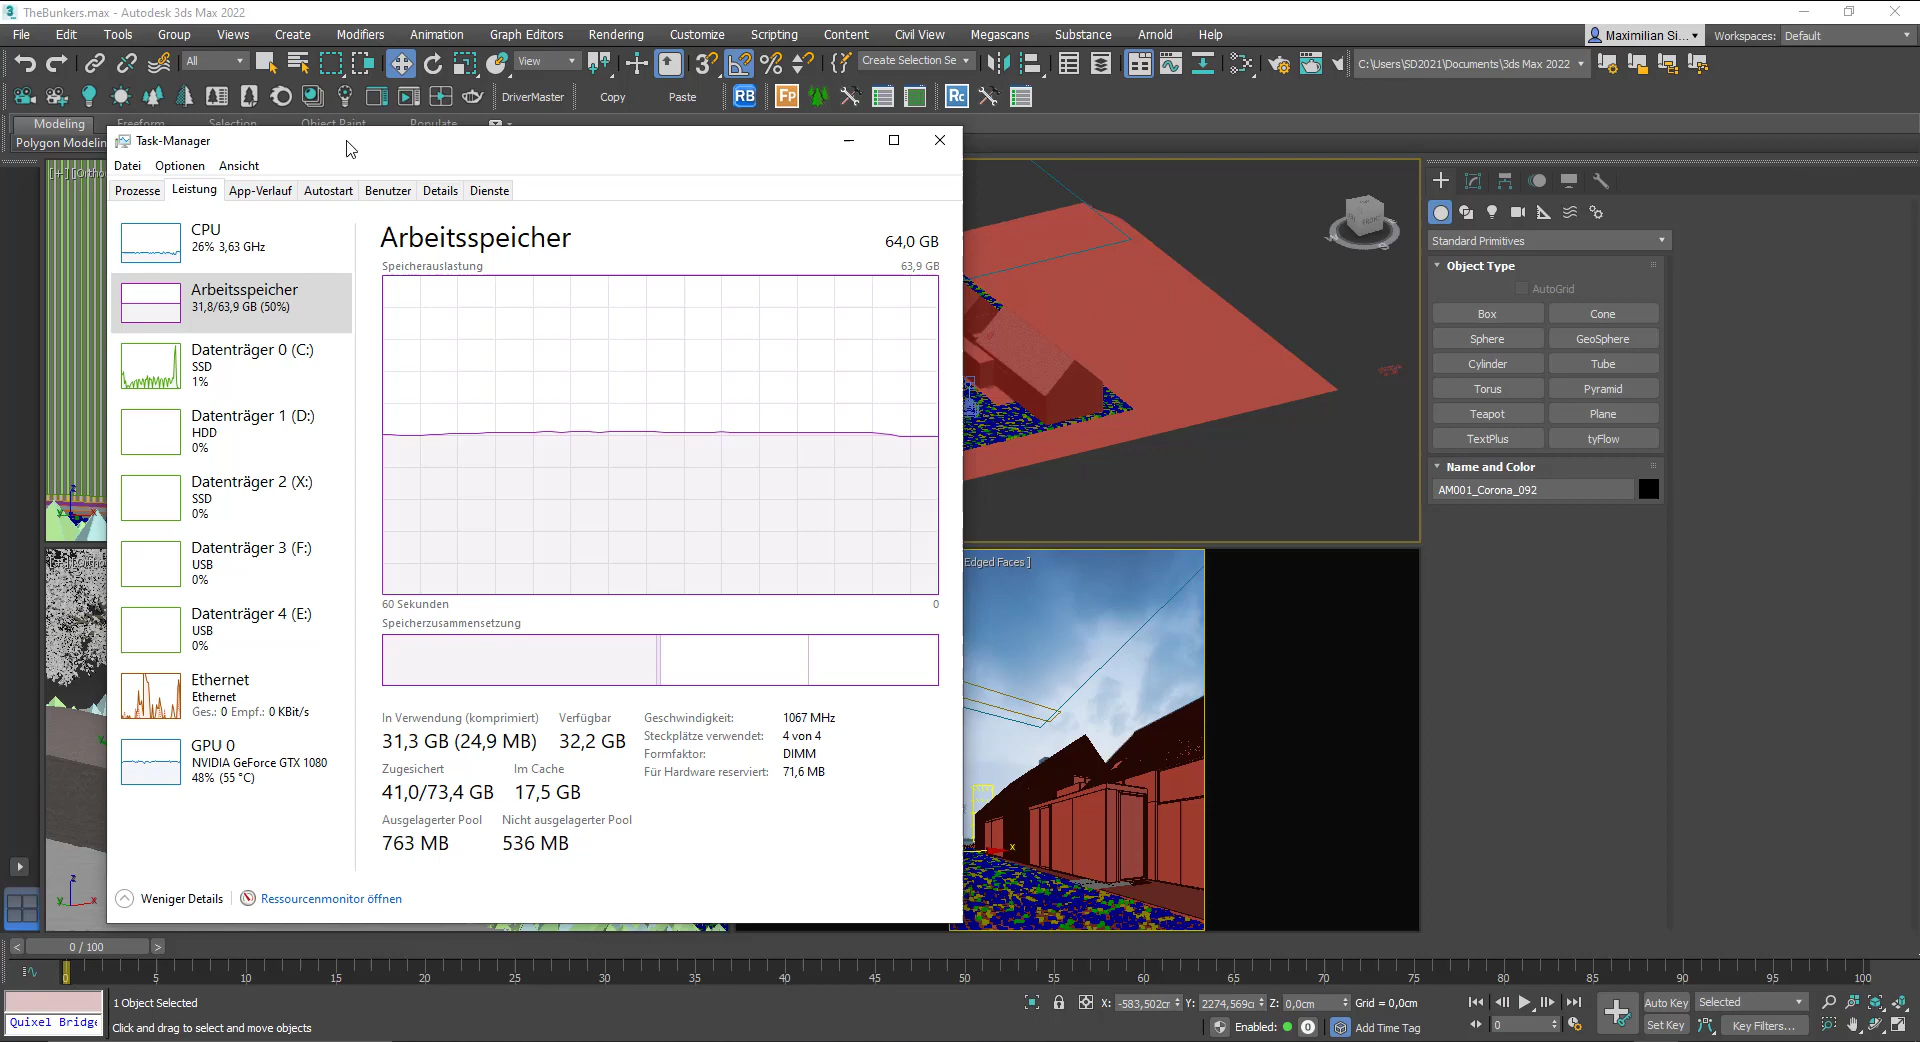 TheBunkers.max - Autodesk 3ds Max 2022
File Edit Tools Group Views Create Modifiers Animation Graph Editors Rendering Customize Scripting Content Civil View Megascans Substance Arnold Help
Maximilian Si... Workspaces: Default
All View Create Selection Se C:\Users\SD2021\Documents\3ds Max 2022
DriverMaster Copy Paste RB Fp Rc
Modeling Freeform Selection Object Paint Populate
Polygon Modelin
Task-Manager
Datei Optionen Ansicht
Prozesse Leistung App-Verlauf Autostart Benutzer Details Dienste
CPU
26% 3,63 GHz
Arbeitsspeicher
31,8/63,9 GB (50%)
Datenträger 0 (C:)
SSD
1%
Datenträger 1 (D:)
HDD
0%
Datenträger 2 (X:)
SSD
0%
Datenträger 3 (F:)
USB
0%
Datenträger 4 (E:)
USB
0%
Ethernet
Ethernet
Ges.: 0 Empf.: 0 KBit/s
GPU 0
NVIDIA GeForce GTX 1080
48% (55 °C)
Arbeitsspeicher 64,0 GB
Speicherauslastung 63,9 GB
60 Sekunden 0
Speicherzusammensetzung
In Verwendung (komprimiert) Verfügbar
31,3 GB (24,9 MB) 32,2 GB
Zugesichert Im Cache
41,0/73,4 GB 17,5 GB
Ausgelagerter Pool Nicht ausgelagerter Pool
763 MB 536 MB
Geschwindigkeit: 1067 MHz
Steckplätze verwendet: 4 von 4
Formfaktor: DIMM
Für Hardware reserviert: 71,6 MB
Weniger Details Ressourcenmonitor öffnen
Edged Faces ]
Standard Primitives
Object Type
AutoGrid
Box Cone
Sphere GeoSphere
Cylinder Tube
Torus Pyramid
Teapot Plane
TextPlus tyFlow
Name and Color
AM001_Corona_092
< 0 / 100 >
0 5 10 15 20 25 30 35 40 45 50 55 60 65 70 75 80 85 90 95 100
1 Object Selected
Quixel Bridge
Click and drag to select and move objects
X: -583,502cr Y: 2274,569c Z: 0,0cm Grid = 0,0cm
Enabled: 0 Add Time Tag
0
Auto Key Selected
Set Key Key Filters...